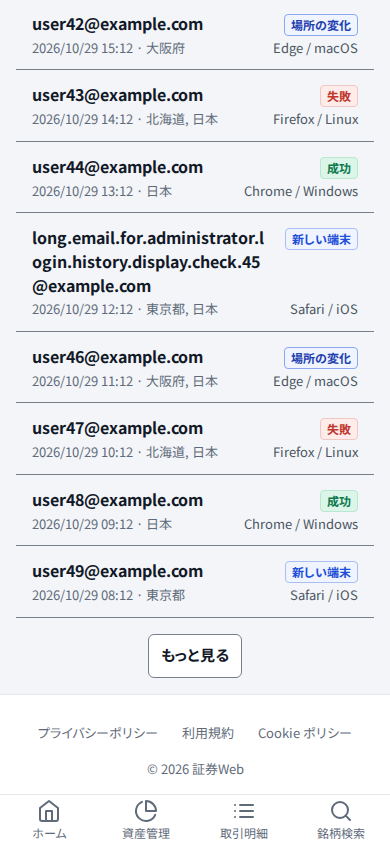 user42@example.com 場所の変化
2026/10/29 15:12 · 大阪府 Edge / macOS
user43@example.com 失敗
2026/10/29 14:12 · 北海道, 日本 Firefox / Linux
user44@example.com 成功
2026/10/29 13:12 · 日本 Chrome / Windows
long.email.for.administrator.l 新しい端末
ogin.history.display.check.45
@example.com
2026/10/29 12:12 · 東京都, 日本 Safari / iOS
user46@example.com 場所の変化
2026/10/29 11:12 · 大阪府, 日本 Edge / macOS
user47@example.com 失敗
2026/10/29 10:12 · 北海道, 日本 Firefox / Linux
user48@example.com 成功
2026/10/29 09:12 · 日本 Chrome / Windows
user49@example.com 新しい端末
2026/10/29 08:12 · 東京都 Safari / iOS
もっと見る
プライバシーポリシー 利用規約 Cookie ポリシー
© 2026 証券Web
ホーム 資産管理 取引明細 銘柄検索